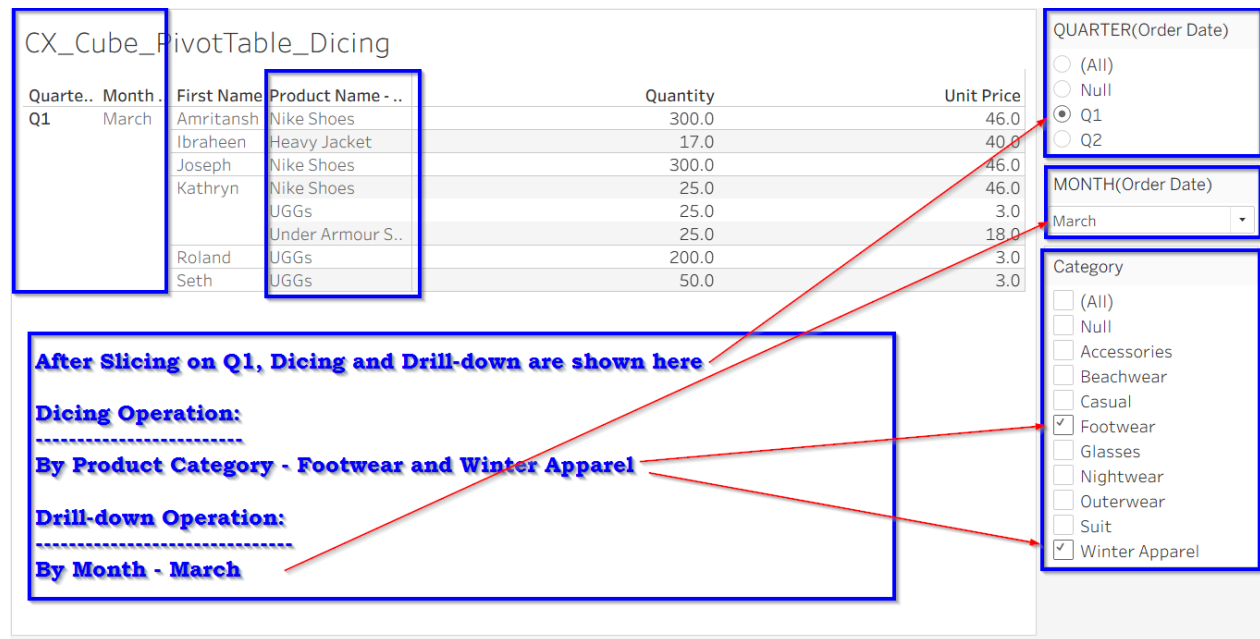 CX_Cube_PivotTable_Dicing
Quarte.. Month . First Name Product Name - .. Quantity Unit Price
Q1 March Amritansh Nike Shoes 300.0 46.0
Ibraheen Heavy Jacket 17.0 40.0
Joseph Nike Shoes 300.0 46.0
Kathryn Nike Shoes 25.0 46.0
UGGs 25.0 3.0
Under Armour S.. 25.0 18.0
Roland UGGs 200.0 3.0
Seth UGGs 50.0 3.0
After Slicing on Q1, Dicing and Drill-down are shown here
Dicing Operation:
-------------------------
By Product Category - Footwear and Winter Apparel
Drill-down Operation:
-------------------------------
By Month - March
QUARTER(Order Date)
(All)
Null
Q1
Q2
MONTH(Order Date)
March
Category
(All)
Null
Accessories
Beachwear
Casual
Footwear
Glasses
Nightwear
Outerwear
Suit
Winter Apparel